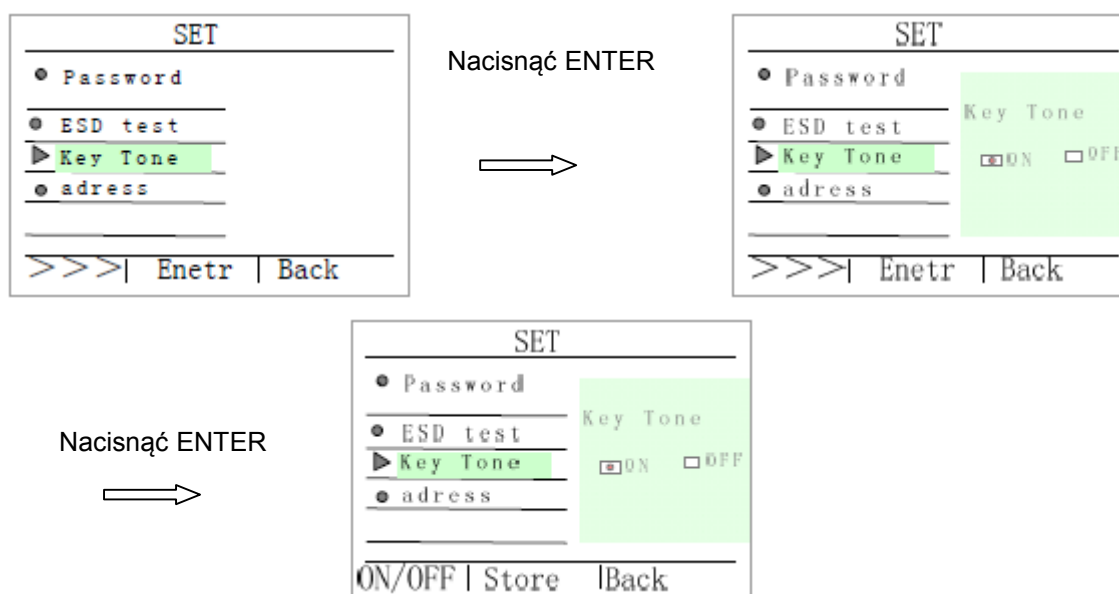 SET
Password
ESD test
Key Tone
adress
>>>| Enetr | Back
Nacisnąć ENTER
SET
Password
ESD test
Key Tone
adress
Key Tone
ON OFF
>>>| Enetr | Back
Nacisnąć ENTER
SET
Password
ESD test
Key Tone
adress
Key Tone
ON OFF
ON/OFF | Store |Back